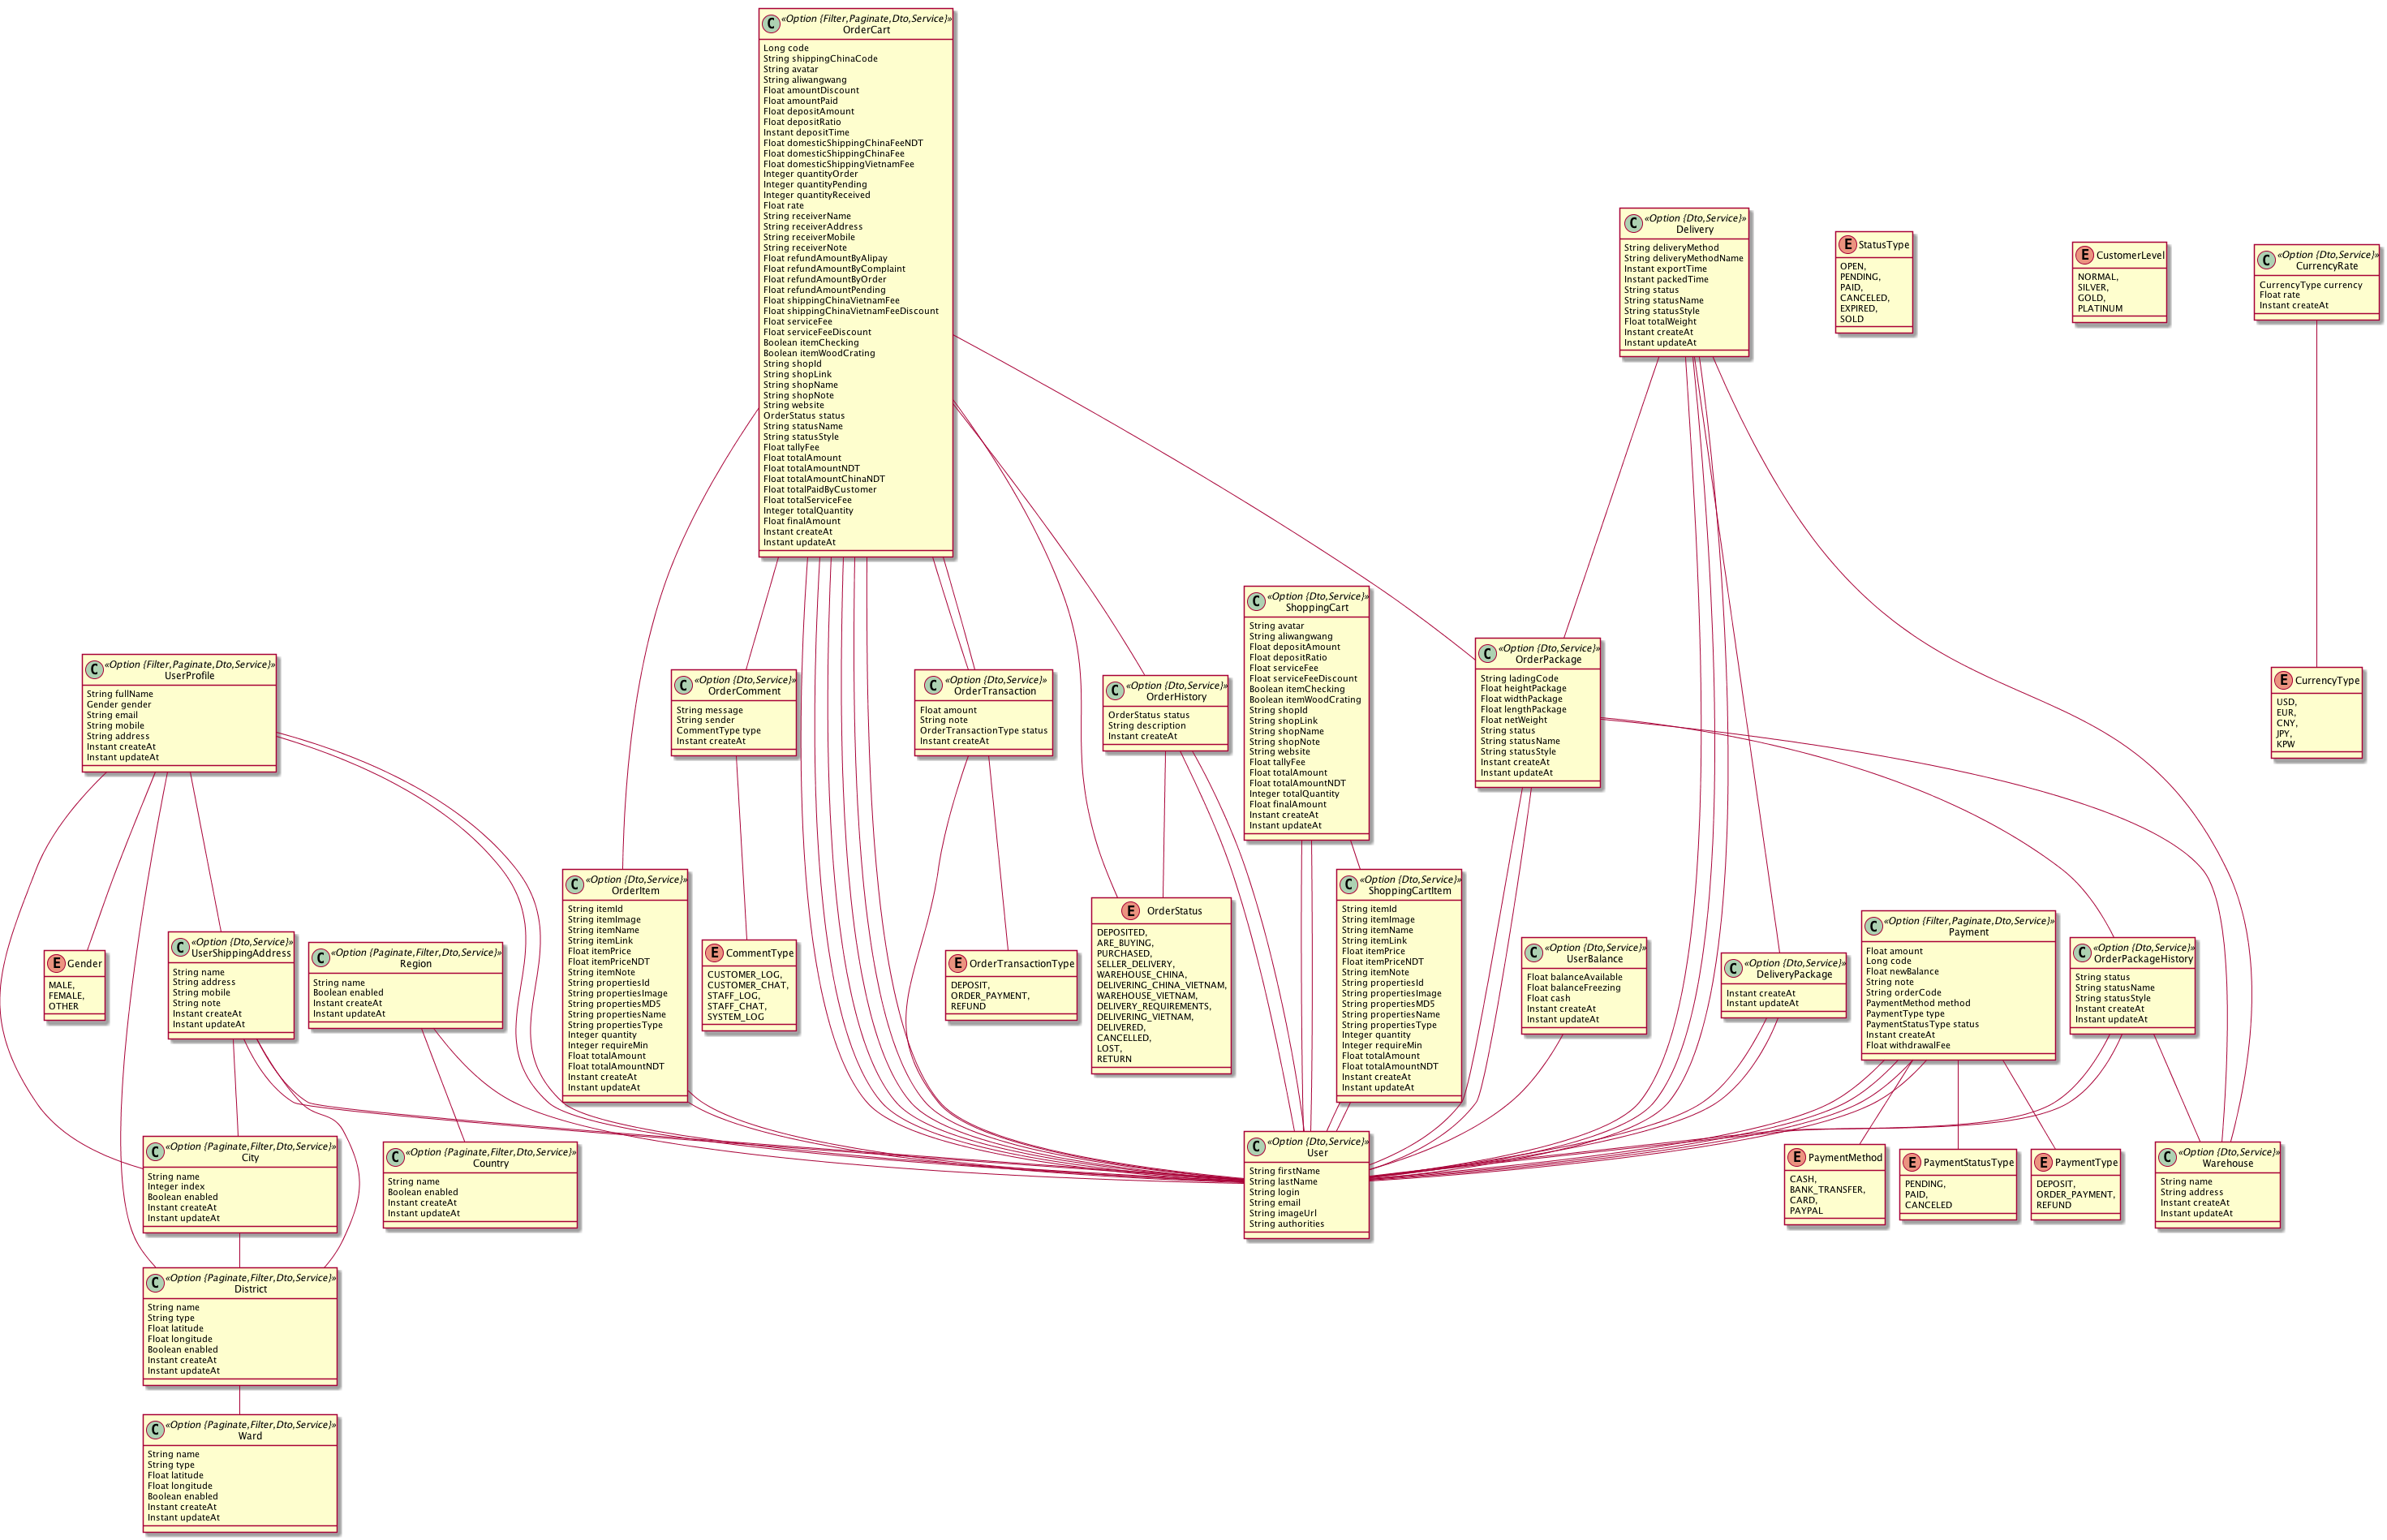 C «Option {Filter,Paginate,Dto,Service}»
OrderCart
Long code
String shippingChinaCode
String avatar
String aliwangwang
Float amountDiscount
Float amountPaid
Float depositAmount
Float depositRatio
Instant depositTime
Float domesticShippingChinaFeeNDT
Float domesticShippingChinaFee
Float domesticShippingVietnamFee
Integer quantityOrder
Integer quantityPending
Integer quantityReceived
Float rate
String receiverName
String receiverAddress
String receiverMobile
String receiverNote
Float refundAmountByAlipay
Float refundAmountByComplaint
Float refundAmountByOrder
Float refundAmountPending
Float shippingChinaVietnamFee
Float shippingChinaVietnamFeeDiscount
Float serviceFee
Float serviceFeeDiscount
Boolean itemChecking
Boolean itemWoodCrating
String shopId
String shopLink
String shopName
String shopNote
String website
OrderStatus status
String statusName
String statusStyle
Float tallyFee
Float totalAmount
Float totalAmountNDT
Float totalAmountChinaNDT
Float totalPaidByCustomer
Float totalServiceFee
Integer totalQuantity
Float finalAmount
Instant createAt
Instant updateAt
C «Option {Dto,Service}»
Delivery
String deliveryMethod
String deliveryMethodName
Instant exportTime
Instant packedTime
String status
String statusName
String statusStyle
Float totalWeight
Instant createAt
Instant updateAt
E StatusType
OPEN,
PENDING,
PAID,
CANCELED,
EXPIRED,
SOLD
E CustomerLevel
NORMAL,
SILVER,
GOLD,
PLATINUM
C «Option {Dto,Service}»
CurrencyRate
CurrencyType currency
Float rate
Instant createAt
C «Option {Filter,Paginate,Dto,Service}»
UserProfile
String fullName
Gender gender
String email
String mobile
String address
Instant createAt
Instant updateAt
C «Option {Dto,Service}»
OrderComment
String message
String sender
CommentType type
Instant createAt
C «Option {Dto,Service}»
OrderTransaction
Float amount
String note
OrderTransactionType status
Instant createAt
C «Option {Dto,Service}»
OrderHistory
OrderStatus status
String description
Instant createAt
C «Option {Dto,Service}»
ShoppingCart
String avatar
String aliwangwang
Float depositAmount
Float depositRatio
Float serviceFee
Float serviceFeeDiscount
Boolean itemChecking
Boolean itemWoodCrating
String shopId
String shopLink
String shopName
String shopNote
String website
Float tallyFee
Float totalAmount
Float totalAmountNDT
Integer totalQuantity
Float finalAmount
Instant createAt
Instant updateAt
C «Option {Dto,Service}»
OrderPackage
String ladingCode
Float heightPackage
Float widthPackage
Float lengthPackage
Float netWeight
String status
String statusName
String statusStyle
Instant createAt
Instant updateAt
E CurrencyType
USD,
EUR,
CNY,
JPY,
KPW
E Gender
MALE,
FEMALE,
OTHER
C «Option {Dto,Service}»
UserShippingAddress
String name
String address
String mobile
String note
Instant createAt
Instant updateAt
C «Option {Paginate,Filter,Dto,Service}»
Region
String name
Boolean enabled
Instant createAt
Instant updateAt
C «Option {Dto,Service}»
OrderItem
String itemId
String itemImage
String itemName
String itemLink
Float itemPrice
Float itemPriceNDT
String itemNote
String propertiesId
String propertiesImage
String propertiesMD5
String propertiesName
String propertiesType
Integer quantity
Integer requireMin
Float totalAmount
Float totalAmountNDT
Instant createAt
Instant updateAt
E CommentType
CUSTOMER_LOG,
CUSTOMER_CHAT,
STAFF_LOG,
STAFF_CHAT,
SYSTEM_LOG
E OrderTransactionType
DEPOSIT,
ORDER_PAYMENT,
REFUND
E OrderStatus
DEPOSITED,
ARE_BUYING,
PURCHASED,
SELLER_DELIVERY,
WAREHOUSE_CHINA,
DELIVERING_CHINA_VIETNAM,
WAREHOUSE_VIETNAM,
DELIVERY_REQUIREMENTS,
DELIVERING_VIETNAM,
DELIVERED,
CANCELLED,
LOST,
RETURN
C «Option {Dto,Service}»
ShoppingCartItem
String itemId
String itemImage
String itemName
String itemLink
Float itemPrice
Float itemPriceNDT
String itemNote
String propertiesId
String propertiesImage
String propertiesMD5
String propertiesName
String propertiesType
Integer quantity
Integer requireMin
Float totalAmount
Float totalAmountNDT
Instant createAt
Instant updateAt
C «Option {Dto,Service}»
UserBalance
Float balanceAvailable
Float balanceFreezing
Float cash
Instant createAt
Instant updateAt
C «Option {Dto,Service}»
DeliveryPackage
Instant createAt
Instant updateAt
C «Option {Filter,Paginate,Dto,Service}»
Payment
Float amount
Long code
Float newBalance
String note
String orderCode
PaymentMethod method
PaymentType type
PaymentStatusType status
Instant createAt
Float withdrawalFee
C «Option {Dto,Service}»
OrderPackageHistory
String status
String statusName
String statusStyle
Instant createAt
Instant updateAt
C «Option {Paginate,Filter,Dto,Service}»
City
String name
Integer index
Boolean enabled
Instant createAt
Instant updateAt
C «Option {Paginate,Filter,Dto,Service}»
Country
String name
Boolean enabled
Instant createAt
Instant updateAt
C «Option {Dto,Service}»
User
String firstName
String lastName
String login
String email
String imageUrl
String authorities
E PaymentMethod
CASH,
BANK_TRANSFER,
CARD,
PAYPAL
E PaymentStatusType
PENDING,
PAID,
CANCELED
E PaymentType
DEPOSIT,
ORDER_PAYMENT,
REFUND
C «Option {Dto,Service}»
Warehouse
String name
String address
Instant createAt
Instant updateAt
C «Option {Paginate,Filter,Dto,Service}»
District
String name
String type
Float latitude
Float longitude
Boolean enabled
Instant createAt
Instant updateAt
C «Option {Paginate,Filter,Dto,Service}»
Ward
String name
String type
Float latitude
Float longitude
Boolean enabled
Instant createAt
Instant updateAt